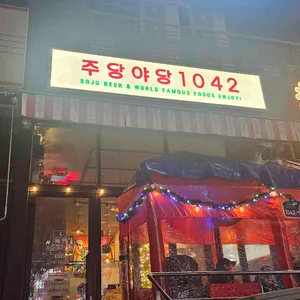 주당야당1042
SOJU BEER & WORLD FAMOUS FOODS ENJOY!